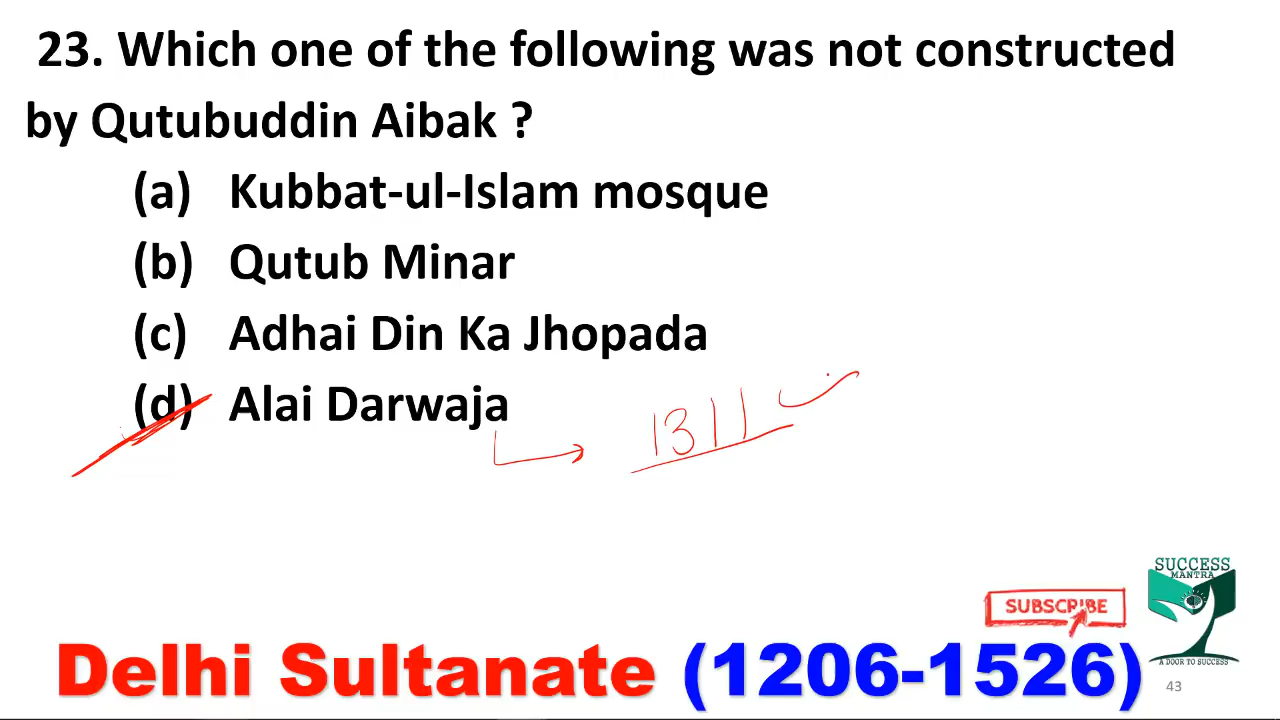 23. Which one of the following was not constructed
by Qutubuddin Aibak ?
(a) Kubbat-ul-Islam mosque
(b) Qutub Minar
(c) Adhai Din Ka Jhopada
(d) Alai Darwaja
1311
SUCCESS
MANTRA
A DOOR TO SUCCESS
SUBSCRIBE
Delhi Sultanate (1206-1526)
43